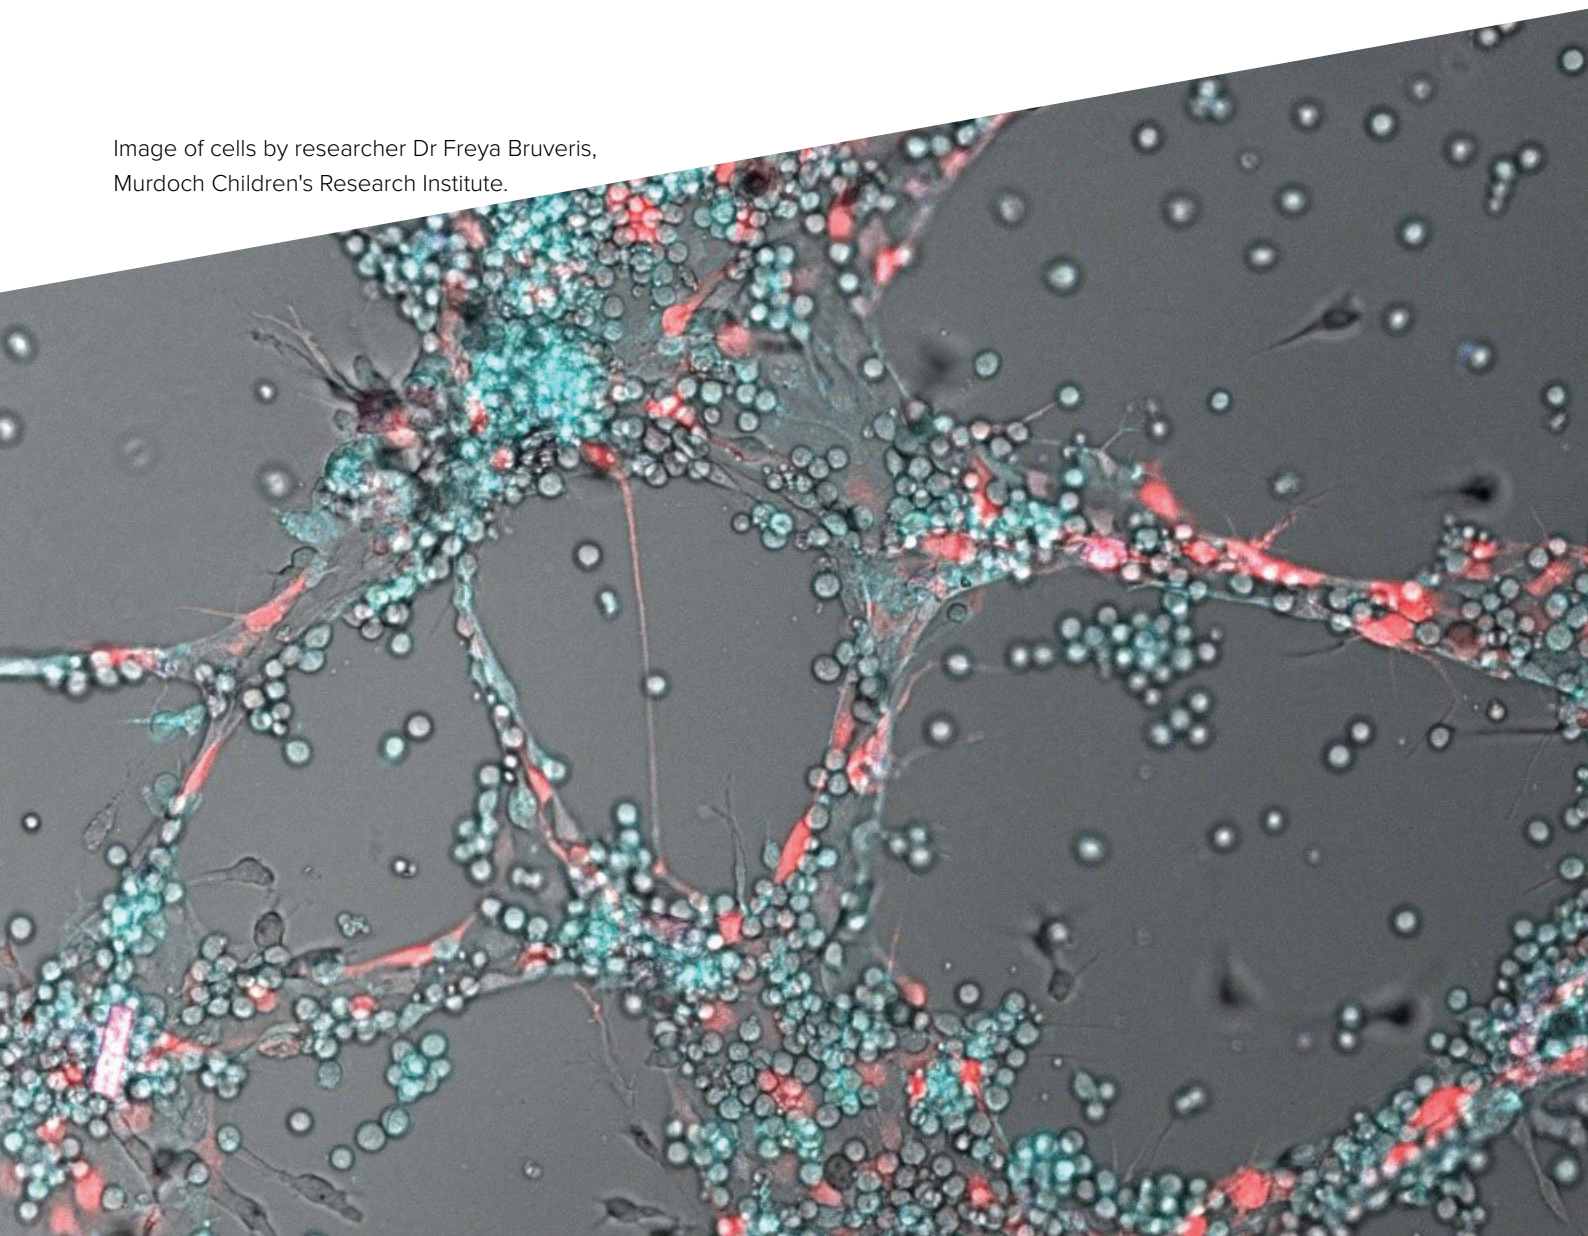 Image of cells by researcher Dr Freya Bruveris,
Murdoch Children's Research Institute.